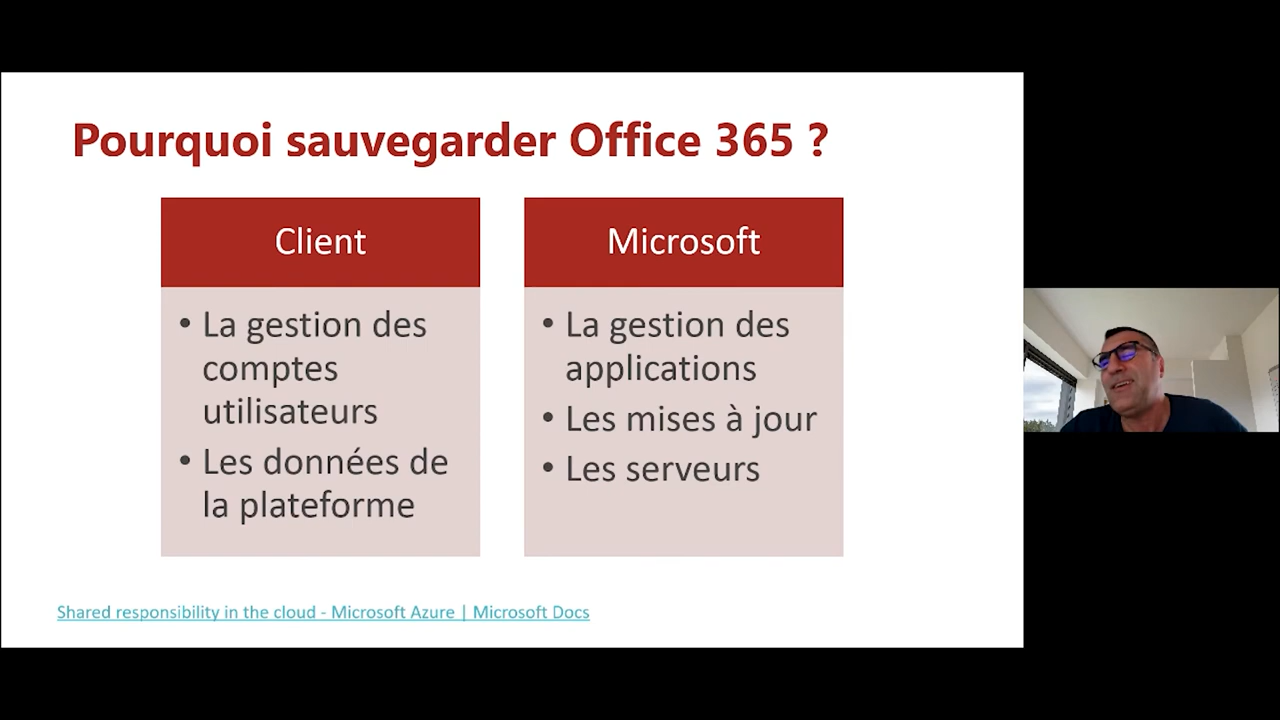 Pourquoi sauvegarder Office 365 ?
Client
• La gestion des
comptes
utilisateurs
• Les données de
la plateforme
Microsoft
• La gestion des
applications
• Les mises à jour
• Les serveurs
Shared responsibility in the cloud - Microsoft Azure | Microsoft Docs